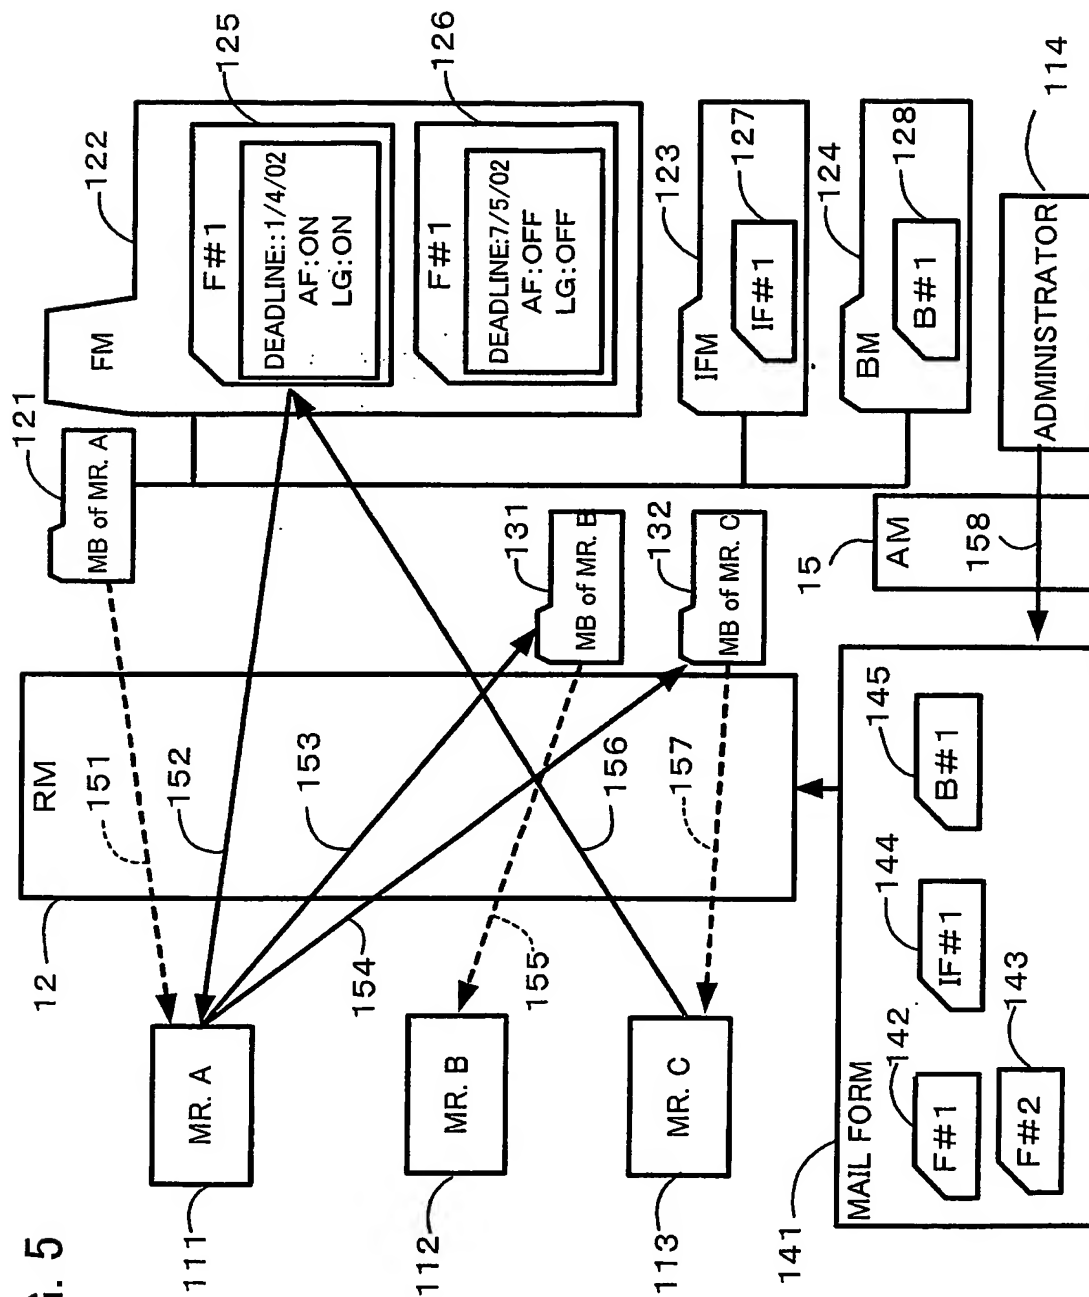 G. 5
111
MR. A
112
MR. B
113
MR. C
12
RM
151
152
153
154
155
156
157
121
MB of MR. A
131
MB of MR. B
132
MB of MR. C
122
FM
125
F#1
DEADLINE::1/4/02
AF:ON
LG:ON
126
F#1
DEADLINE:7/5/02
AF:OFF
LG:OFF
123
IFM
127
IF#1
124
BM
128
B#1
141
MAIL FORM
142
F#1
143
F#2
144
IF#1
145
B#1
15
AM
158
114
ADMINISTRATOR